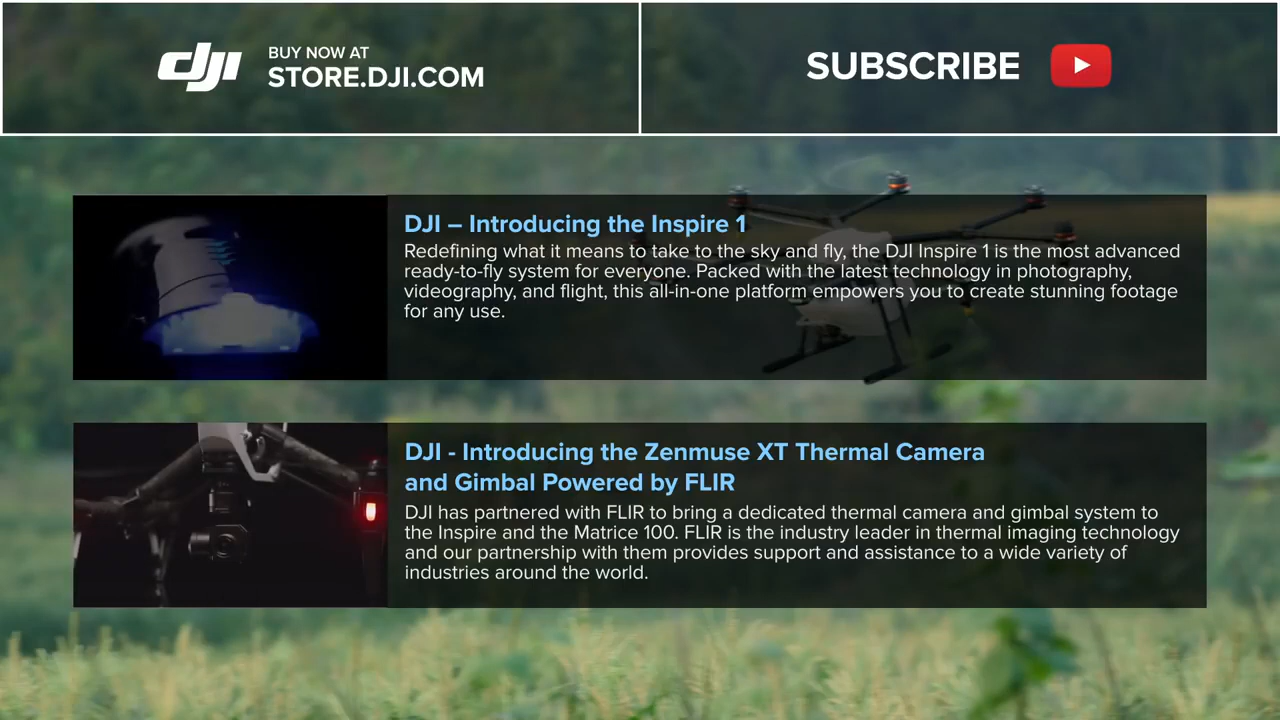 dji
BUY NOW AT
STORE.DJI.COM
SUBSCRIBE
DJI – Introducing the Inspire 1
Redefining what it means to take to the sky and fly, the DJI Inspire 1 is the most advanced
ready-to-fly system for everyone. Packed with the latest technology in photography,
videography, and flight, this all-in-one platform empowers you to create stunning footage
for any use.
DJI - Introducing the Zenmuse XT Thermal Camera
and Gimbal Powered by FLIR
DJI has partnered with FLIR to bring a dedicated thermal camera and gimbal system to
the Inspire and the Matrice 100. FLIR is the industry leader in thermal imaging technology
and our partnership with them provides support and assistance to a wide variety of
industries around the world.